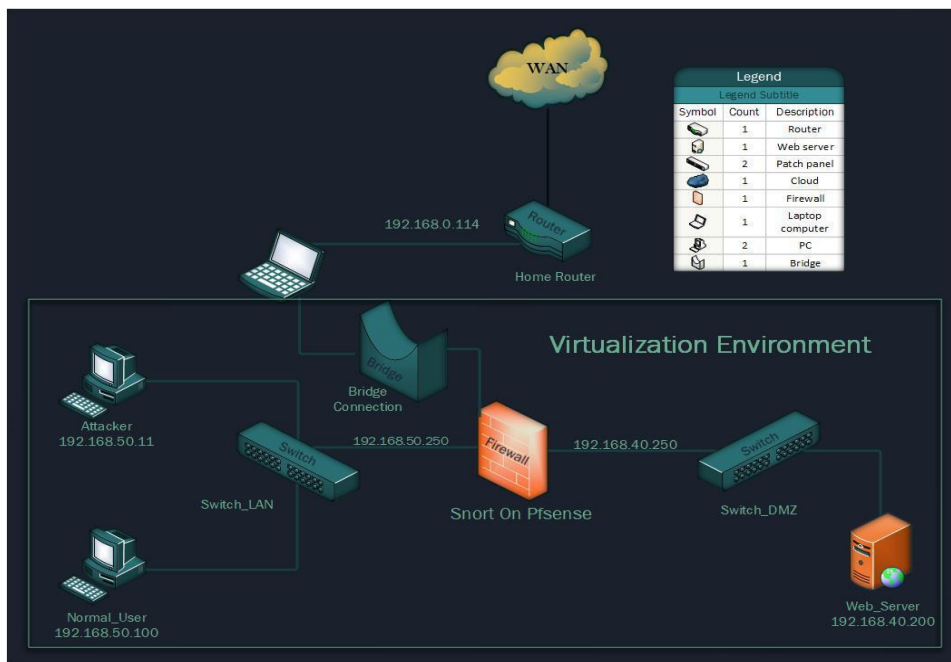 WAN
Legend
Legend Subtitle
Symbol Count Description
1 Router
1 Web server
2 Patch panel
1 Cloud
1 Firewall
1 Laptop
computer
2 PC
1 Bridge
192.168.0.114
Router
Home Router
Virtualization Environment
Bridge
Bridge
Connection
Attacker
192.168.50.11
Switch
Switch_LAN
192.168.50.250
Firewall
Snort On Pfsense
192.168.40.250
Switch
Switch_DMZ
Normal_User
192.168.50.100
Web_Server
192.168.40.200